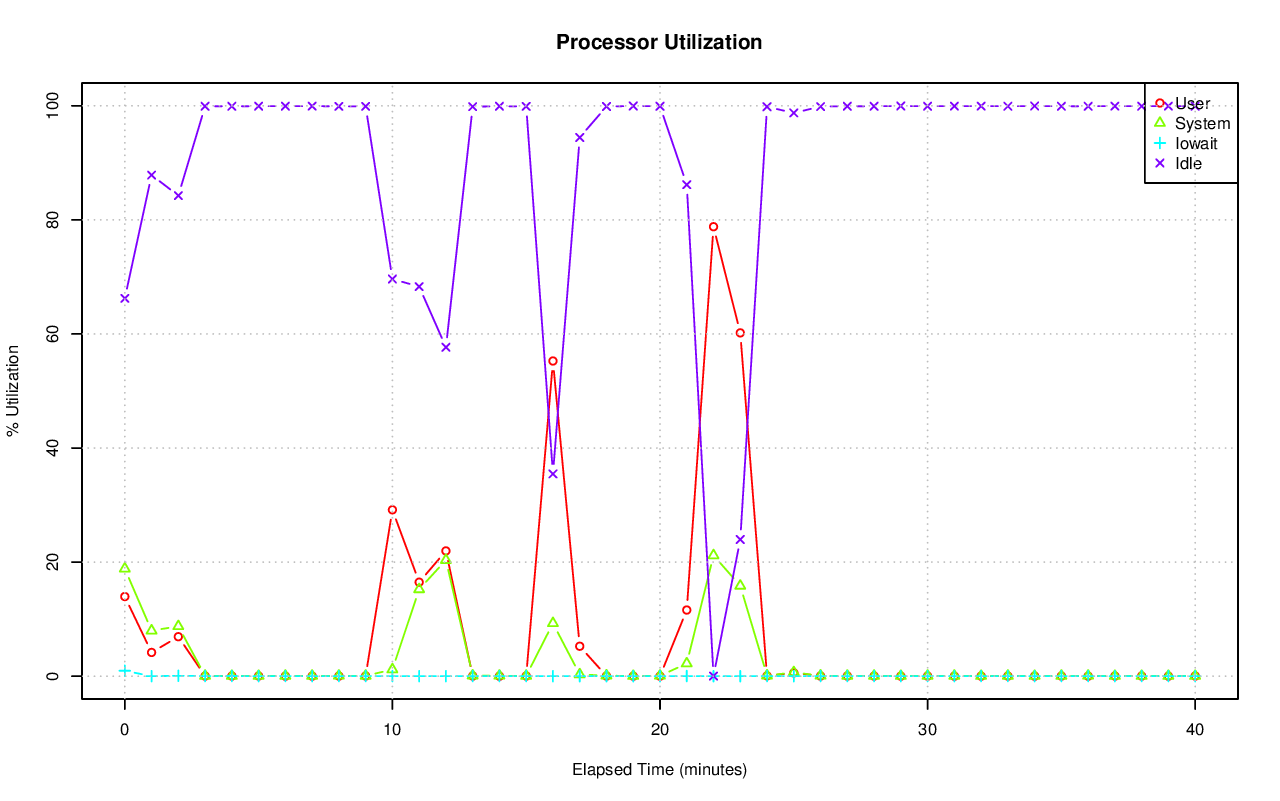 Processor Utilization
% Utilization
100
80
60
40
20
0
User
System
Iowait
Idle
0 10 20 30 40
Elapsed Time (minutes)